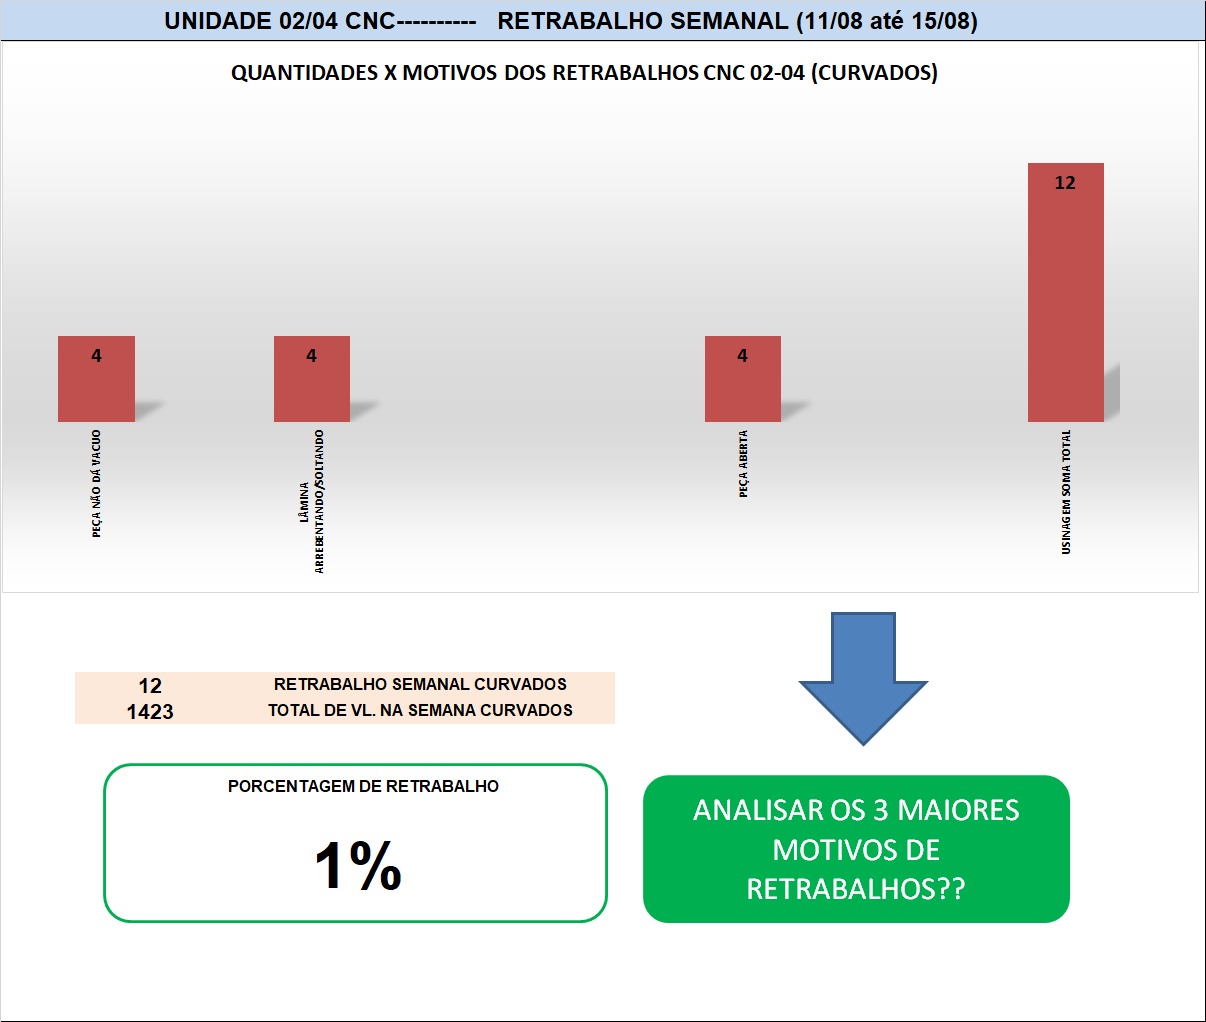 UNIDADE 02/04 CNC---------- RETRABALHO SEMANAL (11/08 até 15/08)
QUANTIDADES X MOTIVOS DOS RETRABALHOS CNC 02-04 (CURVADOS)
12
4
4
4
PEÇA NÃO DÁ VACUO
LÂMINA
ARREBENTANDO/SOLTANDO
PEÇA ABERTA
USINAGEM SOMA TOTAL
12 RETRABALHO SEMANAL CURVADOS
1423 TOTAL DE VL. NA SEMANA CURVADOS
PORCENTAGEM DE RETRABALHO
1%
ANALISAR OS 3 MAIORES
MOTIVOS DE
RETRABALHOS??